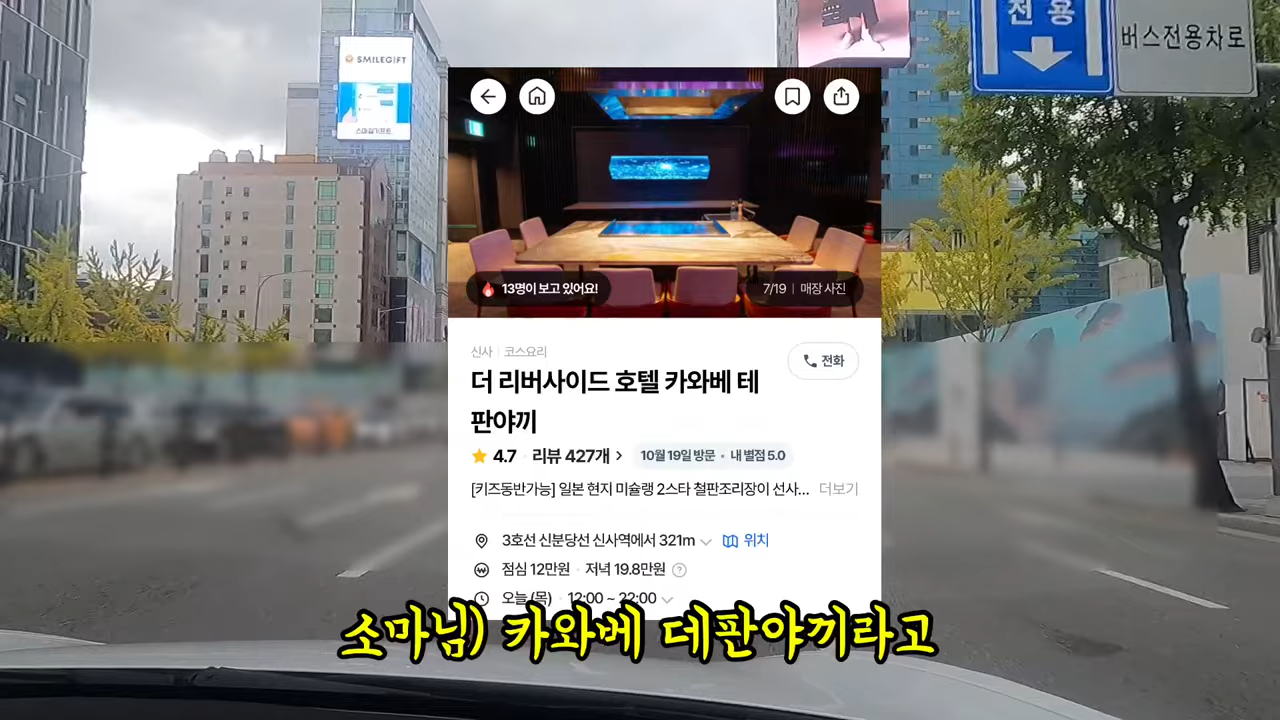 전용
버스전용차로
SMILEGIFT
스마일기프트
13명이 보고 있어요!
7/19 | 매장 사진
신사 | 코스요리
전화
더 리버사이드 호텔 카와베 테
판야끼
4.7 · 리뷰 427개 >
10월 19일 방문 • 내 별점 5.0
[키즈동반가능] 일본 현지 미슐랭 2스타 철판조리장이 선사... 더보기
3호선 신분당선 신사역에서 321m
위치
점심 12만원 · 저녁 19.8만원
오늘 (목) · 12:00 ~ 22:00
소마님) 카와베 데판야끼라고